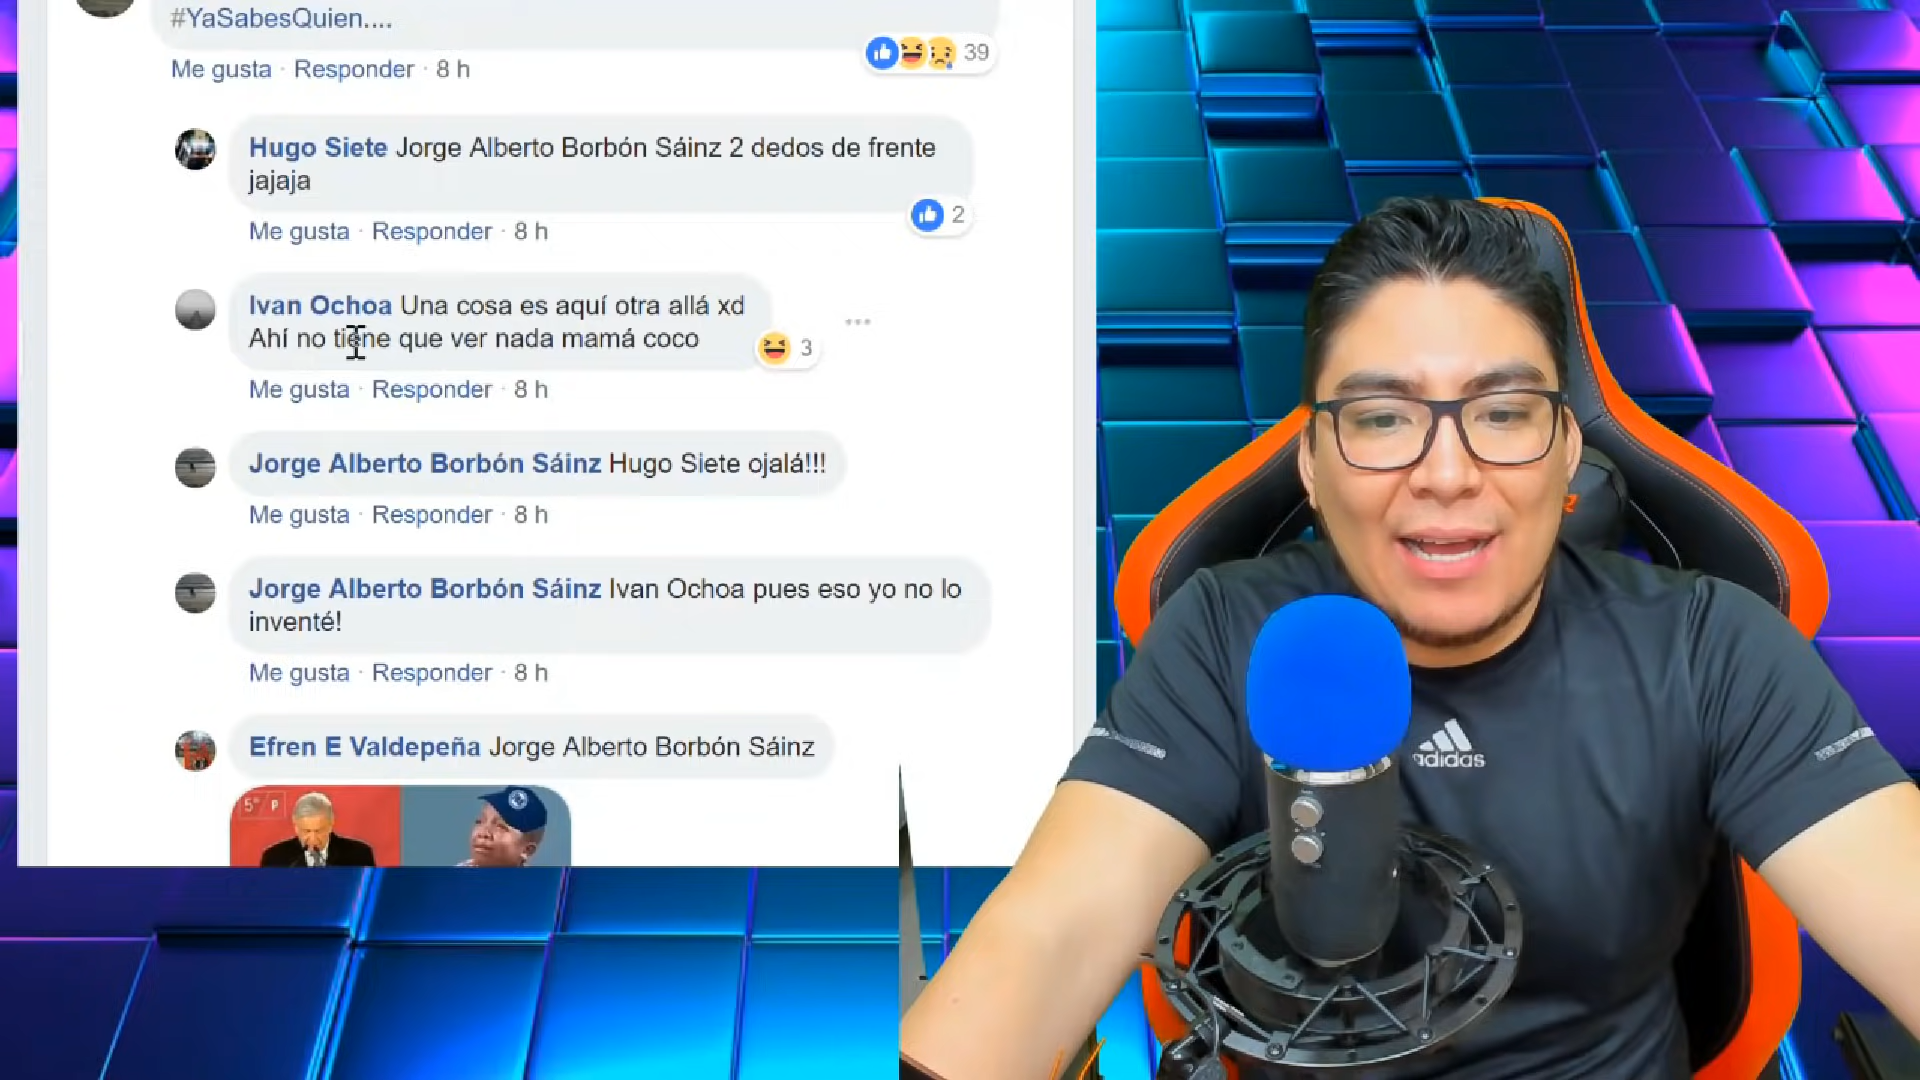 #YaSabesQuien....
Me gusta · Responder · 8 h
39
Hugo Siete Jorge Alberto Borbón Sáinz 2 dedos de frente
jajaja
2
Me gusta · Responder · 8 h
Ivan Ochoa Una cosa es aquí otra allá xd
Ahí no tiene que ver nada mamá coco
3
Me gusta · Responder · 8 h
Jorge Alberto Borbón Sáinz Hugo Siete ojalá!!!
Me gusta · Responder · 8 h
Jorge Alberto Borbón Sáinz Ivan Ochoa pues eso yo no lo
inventé!
Me gusta · Responder · 8 h
Efren E Valdepeña Jorge Alberto Borbón Sáinz
5° P
adidas